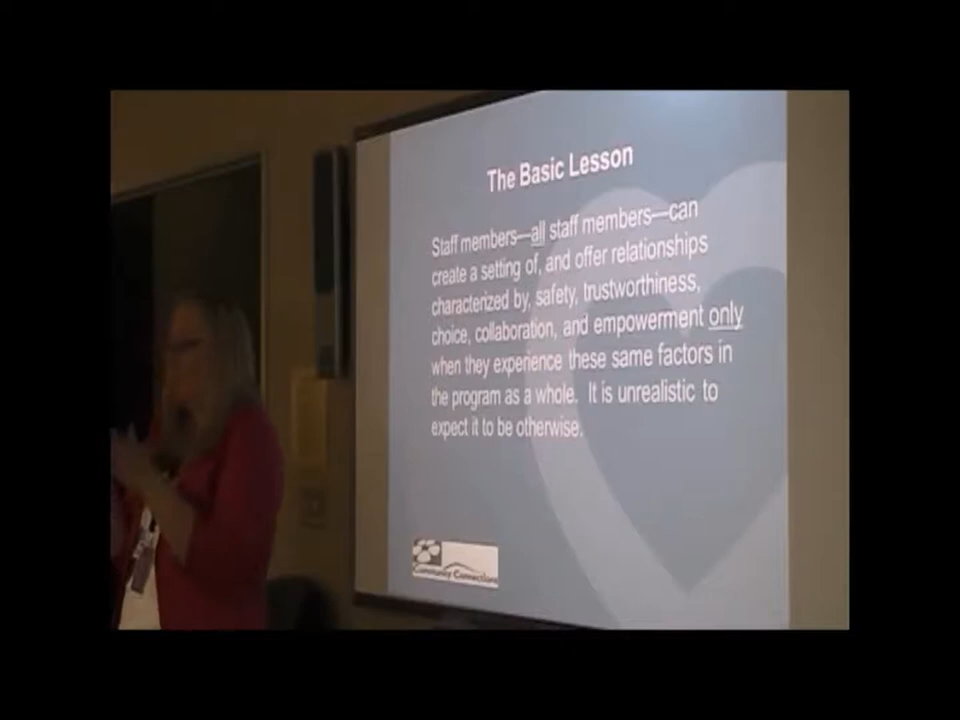 The Basic Lesson
Staff members—all staff members—can
create a setting of, and offer relationships
characterized by, safety, trustworthiness,
choice, collaboration, and empowerment only
when they experience these same factors in
the program as a whole.  It is unrealistic to
expect it to be otherwise.
Community Connections